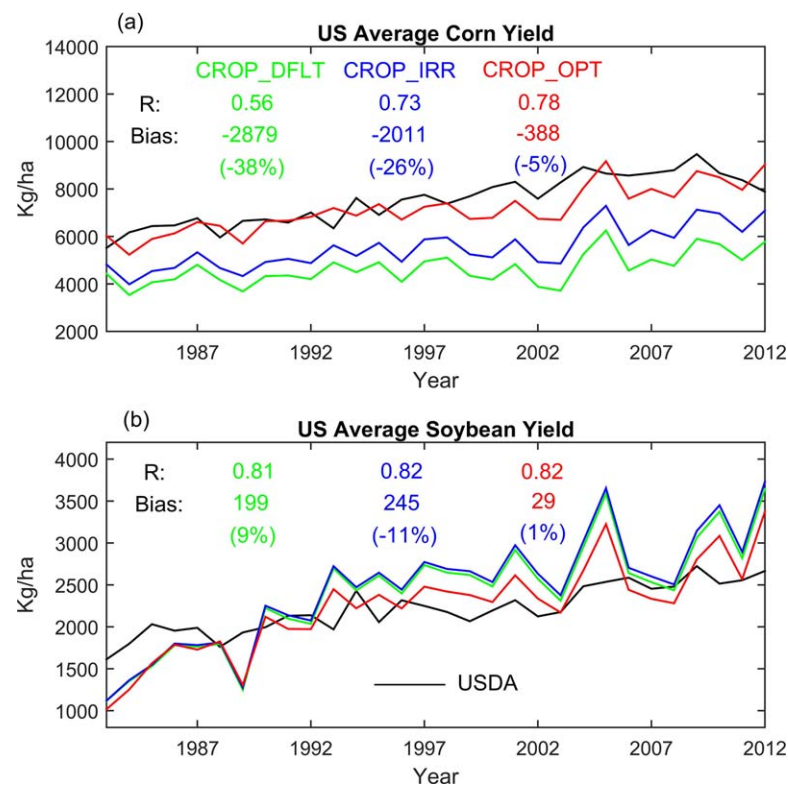 (a)
US Average Corn Yield
14000
CROP_DFLT CROP_IRR CROP_OPT
12000
R: 0.56 0.73 0.78
10000
Bias: -2879 -2011 -388
(-38%) (-26%) (-5%)
8000
Kg/ha
6000
4000
2000
1987 1992 1997 2002 2007 2012
Year
(b)
US Average Soybean Yield
4000
R: 0.81 0.82 0.82
3500
Bias: 199 245 29
(9%) (-11%) (1%)
3000
Kg/ha
2500
2000
1500
USDA
1000
1987 1992 1997 2002 2007 2012
Year